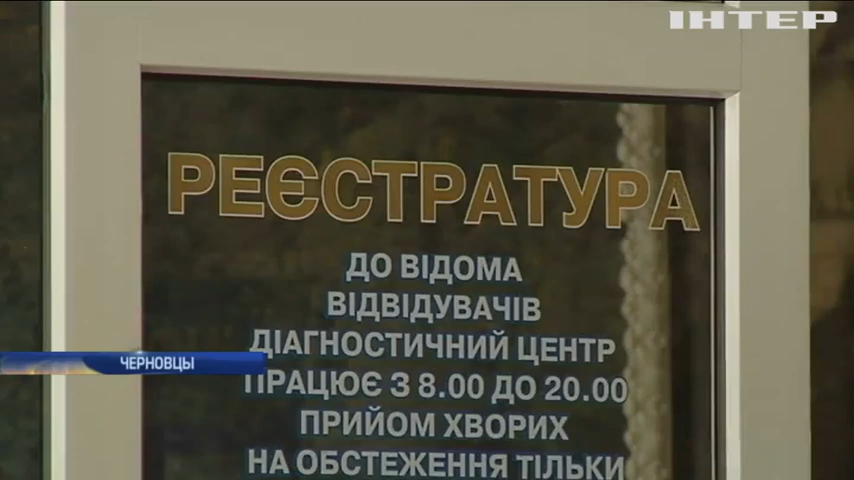 ІНТЕР
РЕЄСТРАТУРА
ДО ВІДОМА
ВІДВІДУВАЧІВ
ДІАГНОСТИЧНИЙ ЦЕНТР
ЧЕРНОВЦЫ
ПРАЦЮЄ З 8.00 ДО 20.00
ПРИЙОМ ХВОРИХ
НА ОБСТЕЖЕННЯ ТІЛЬКИ